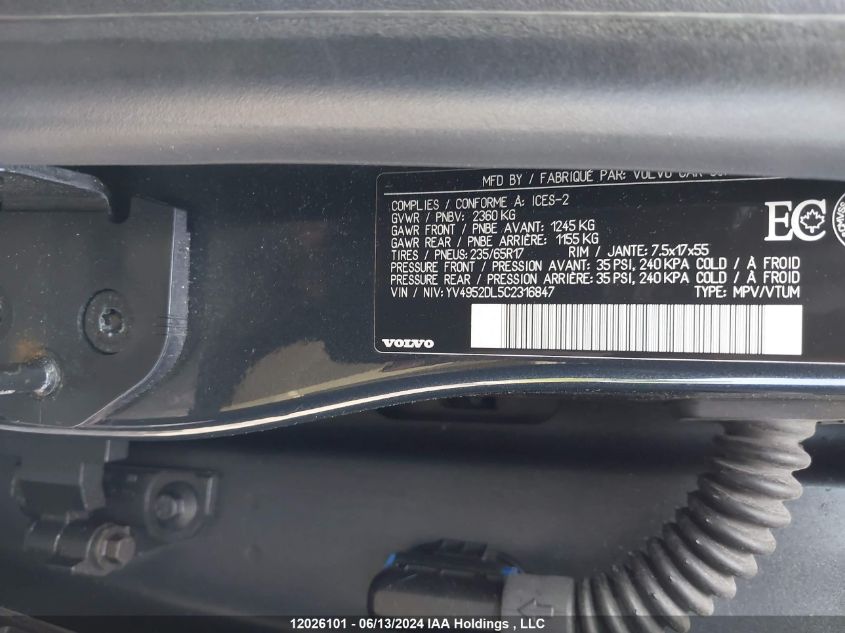 MFD BY / FABRIQUÉ PAR: VOLVO CAR
COMPLIES / CONFORME À: ICES-2
GVWR / PNBV: 2360 KG
GAWR FRONT / PNBE AVANT: 1245 KG
GAWR REAR / PNBE ARRIÈRE: 1155 KG
TIRES / PNEUS: 235/65R17 RIM / JANTE: 7,5x17x55
PRESSURE FRONT / PRESSION AVANT: 35 PSI, 240 KPA COLD / À FROID
PRESSURE REAR / PRESSION ARRIÈRE: 35 PSI, 240 KPA COLD / À FROID
VIN / NIV: YV4952DL5C2316847 TYPE: MPV/VTUM
EC
VOLVO
12026101 - 06/13/2024 IAA Holdings , LLC